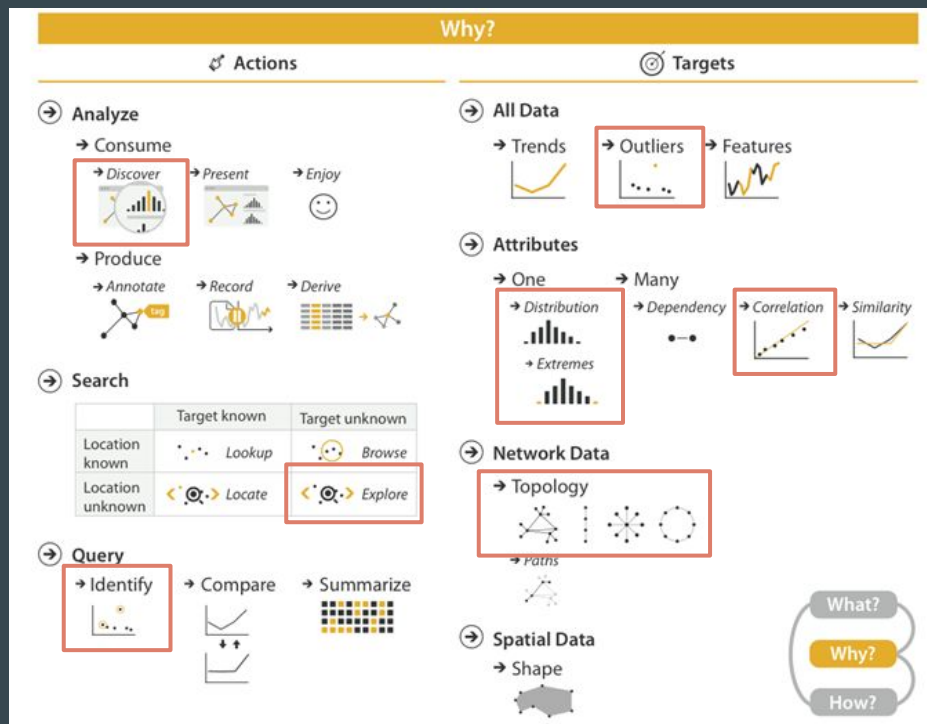 Why?
Actions
Targets
Analyze
→ Consume
→ Discover → Present → Enjoy
→ Produce
→ Annotate → Record → Derive
tag
Search
Target known Target unknown
Location known Lookup Browse
Location unknown Locate Explore
Query
→ Identify → Compare → Summarize
All Data
→ Trends → Outliers → Features
Attributes
→ One → Many
→ Distribution → Dependency → Correlation → Similarity
→ Extremes
Network Data
→ Topology
→ Paths
Spatial Data
→ Shape
What?
Why?
How?